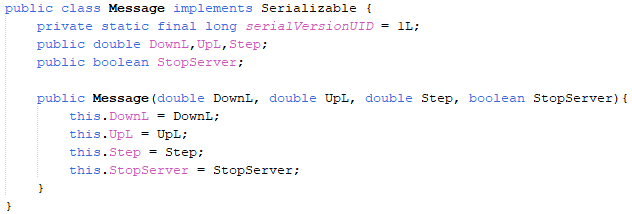 public class Message implements Serializable {
    private static final long serialVersionUID = 1L;
    public double DownL,UpL,Step;
    public boolean StopServer;

    public Message(double DownL, double UpL, double Step, boolean StopServer){
        this.DownL = DownL;
        this.UpL = UpL;
        this.Step = Step;
        this.StopServer = StopServer;
    }
}